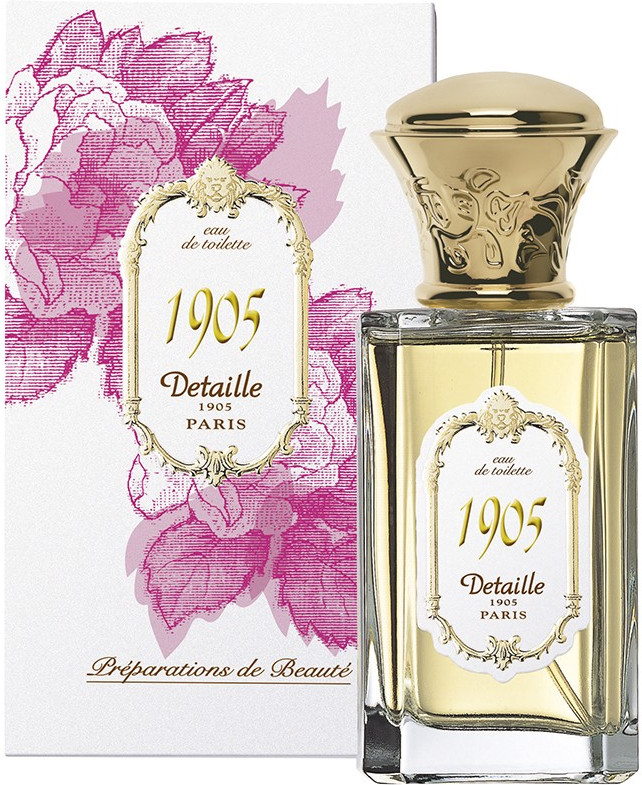 eau
de toilette
1905
Detaille
1905
PARIS
Préparations de Beauté
eau
de toilette
1905
Detaille
1905
PARIS